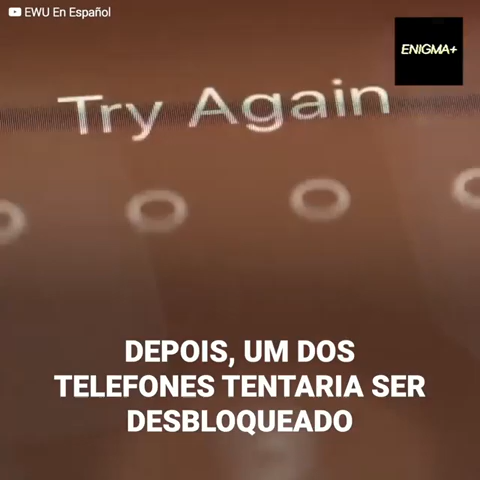 EWU En Español
ENIGMA+
Try Again
DEPOIS, UM DOS
TELEFONES TENTARIA SER
DESBLOQUEADO